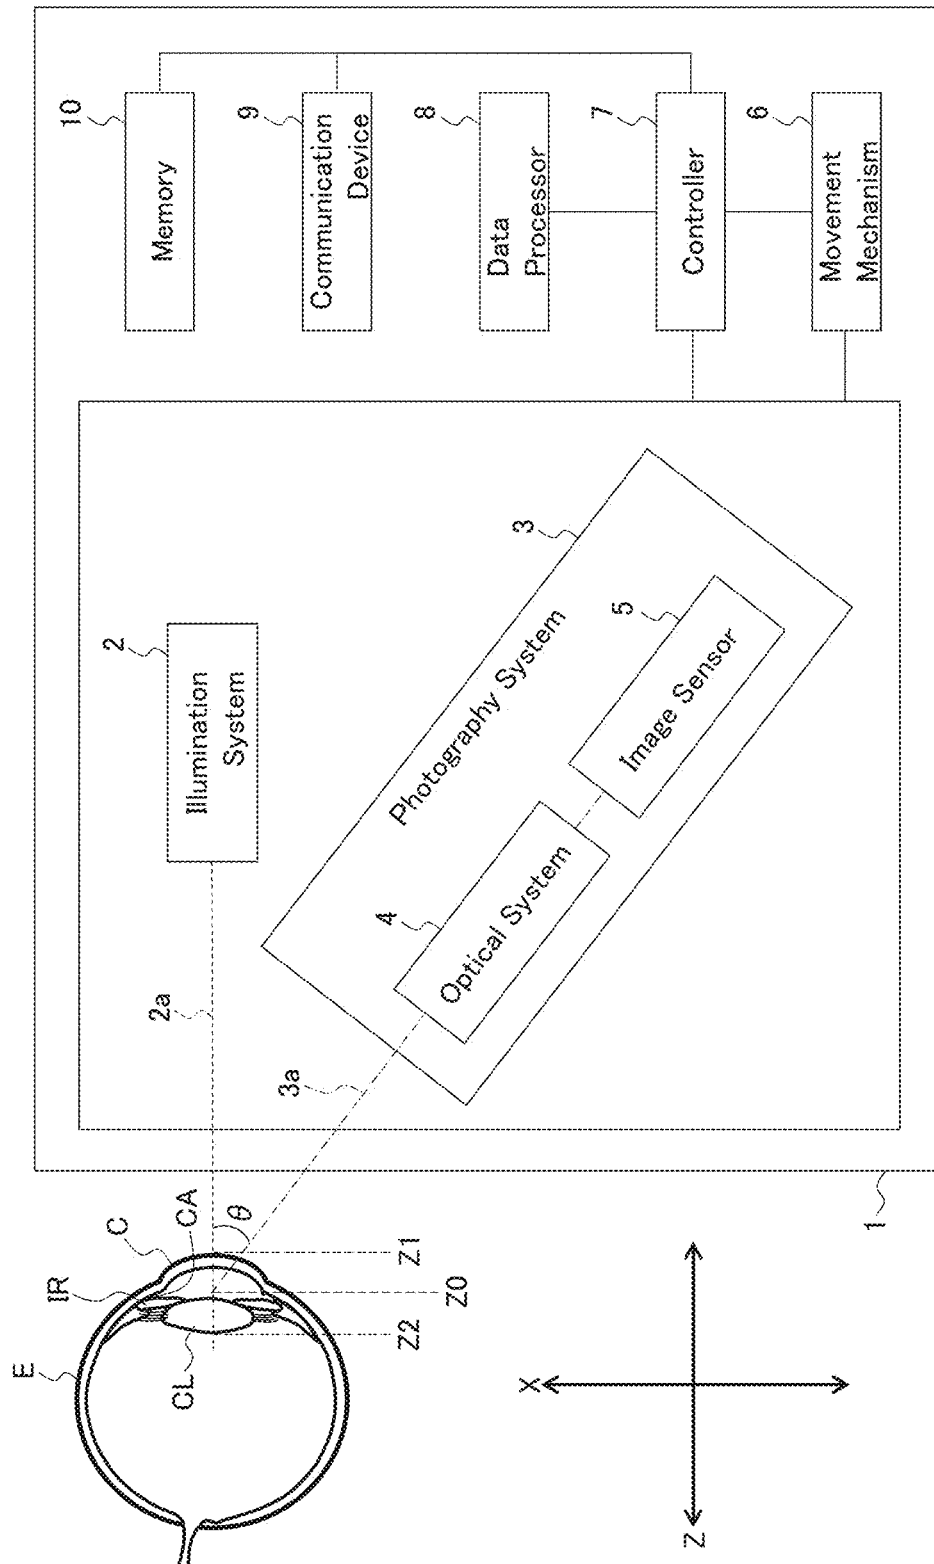 E
IR
C
CA
CL
θ
Z2
Z0
Z1
X
Z
1
2a
3a
2
Illumination
System
3
Photography System
4
Optical System
5
Image Sensor
10
Memory
9
Communication
Device
8
Data
Processor
7
Controller
6
Movement
Mechanism